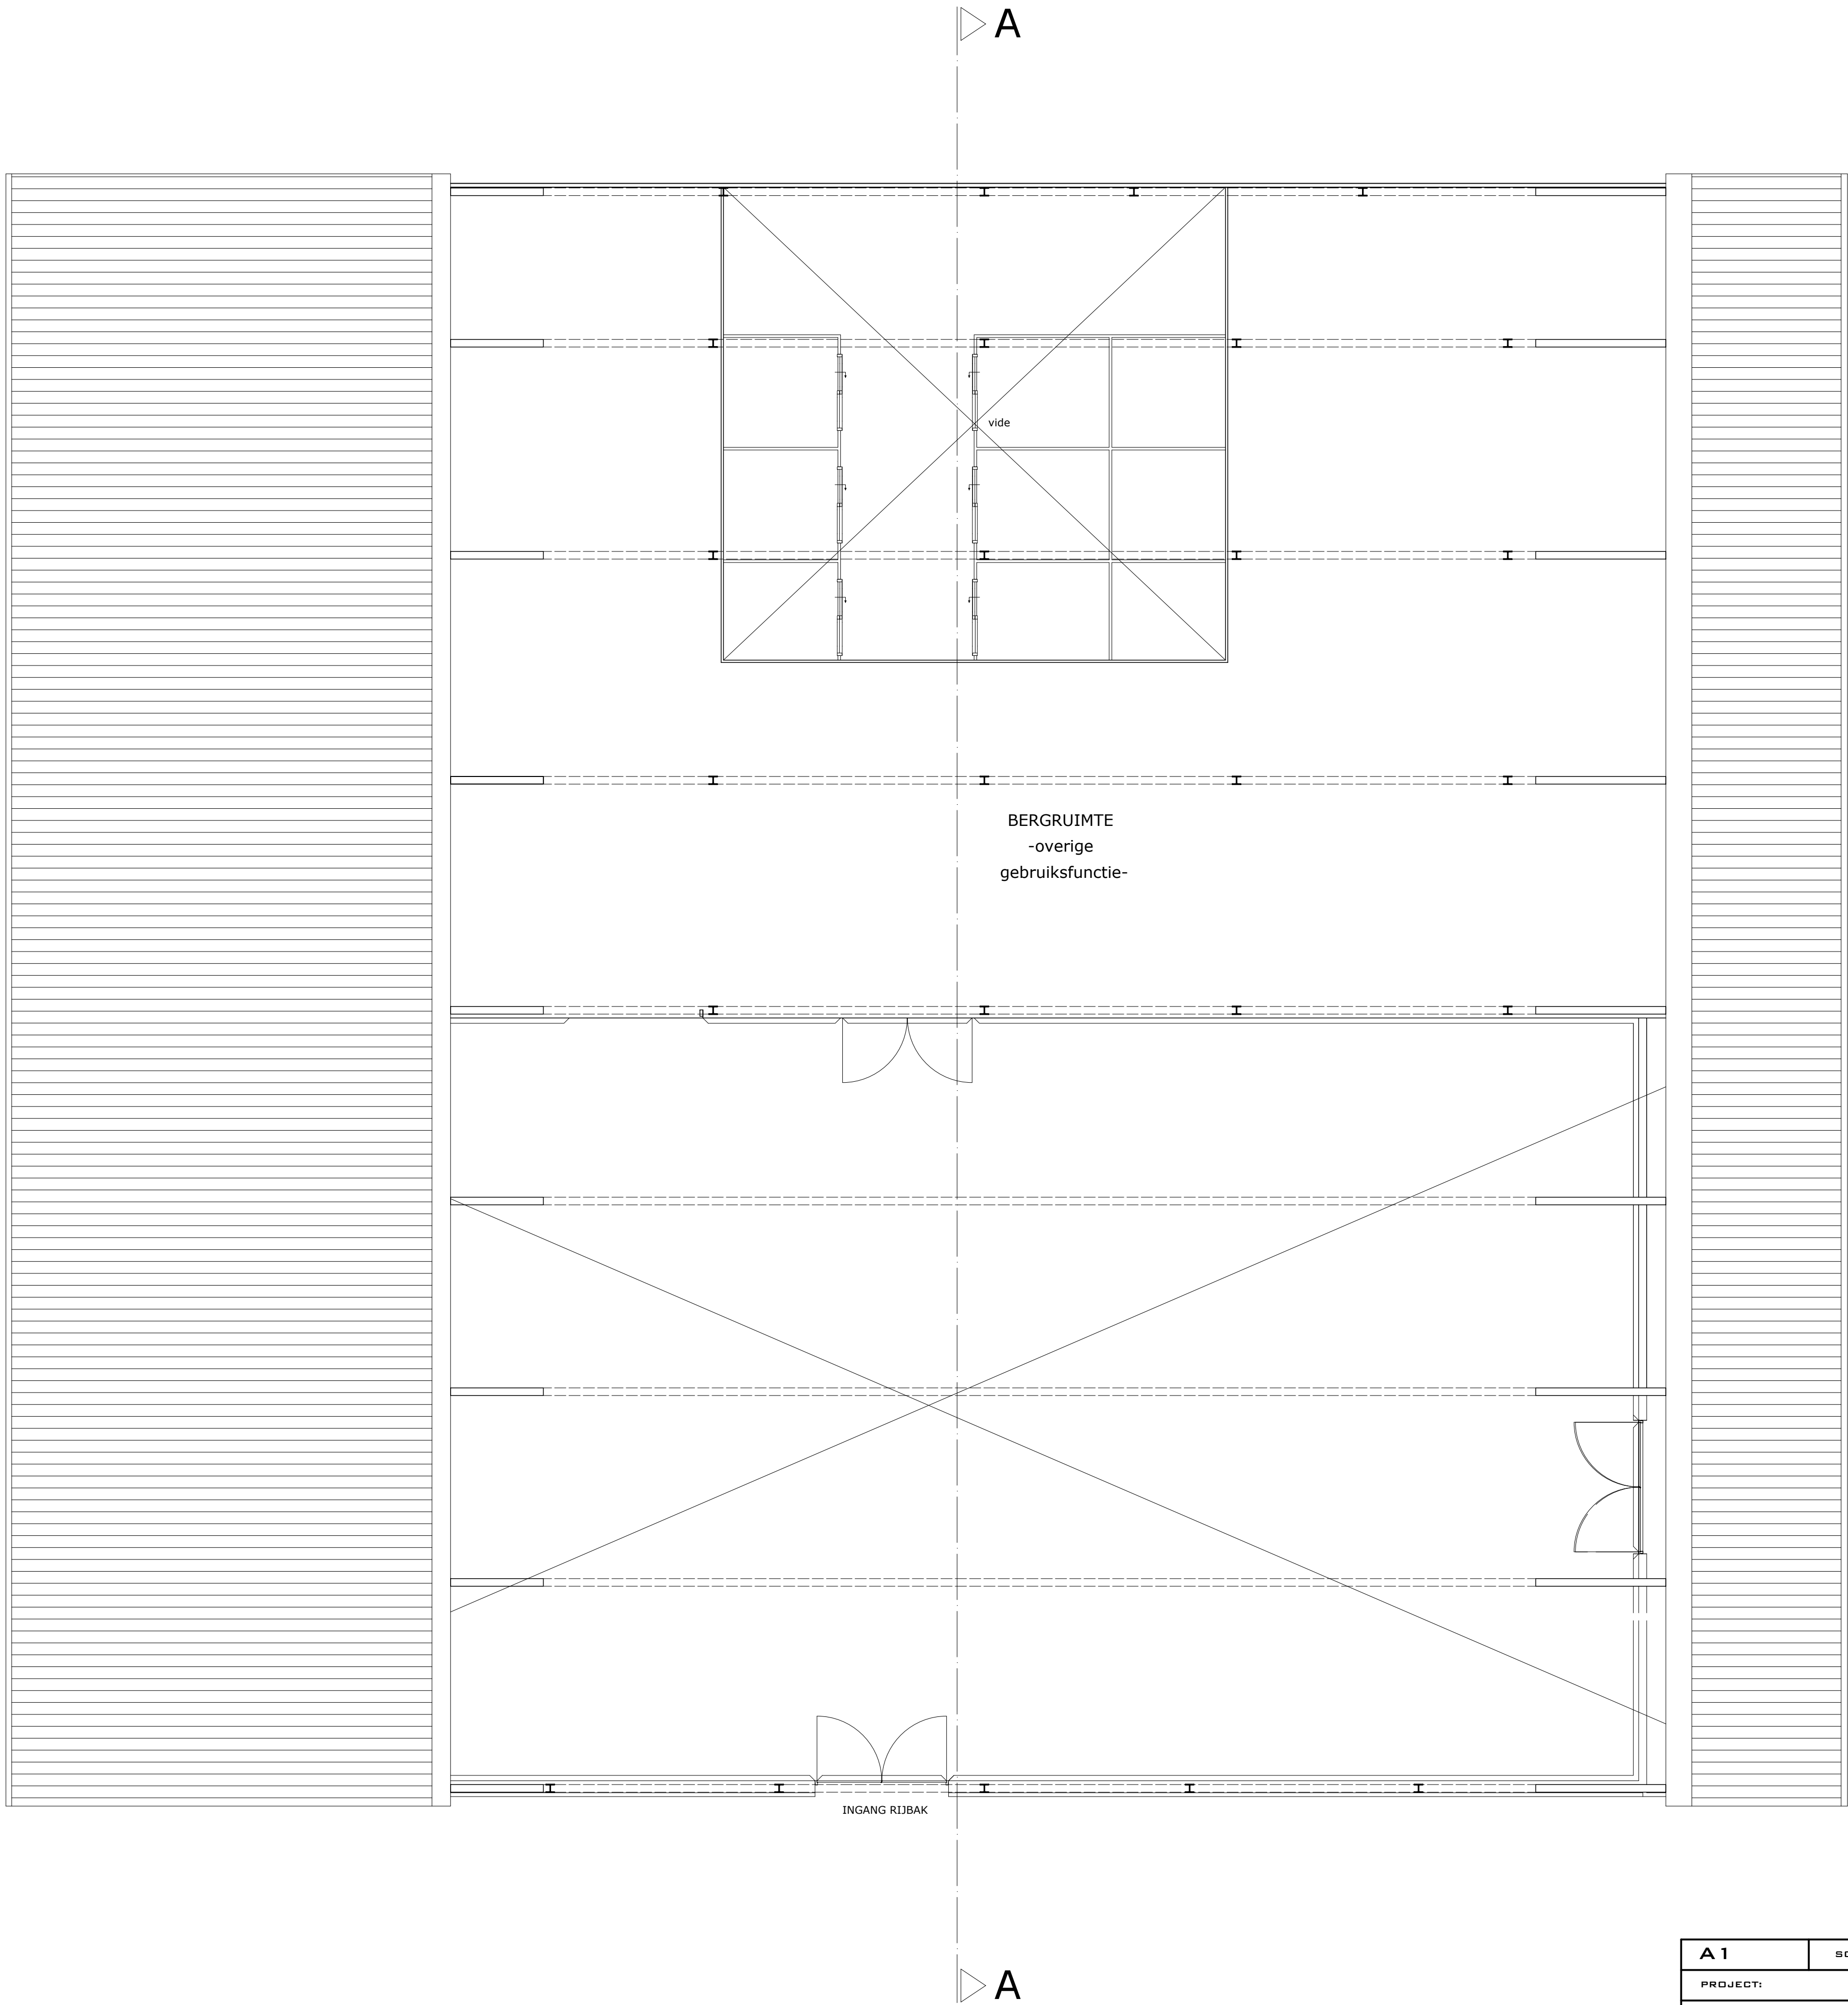 A
vide
BERGRUIMTE
-overige
gebruiksfunctie-
INGANG RIJBAK
A
A1
PROJECT: